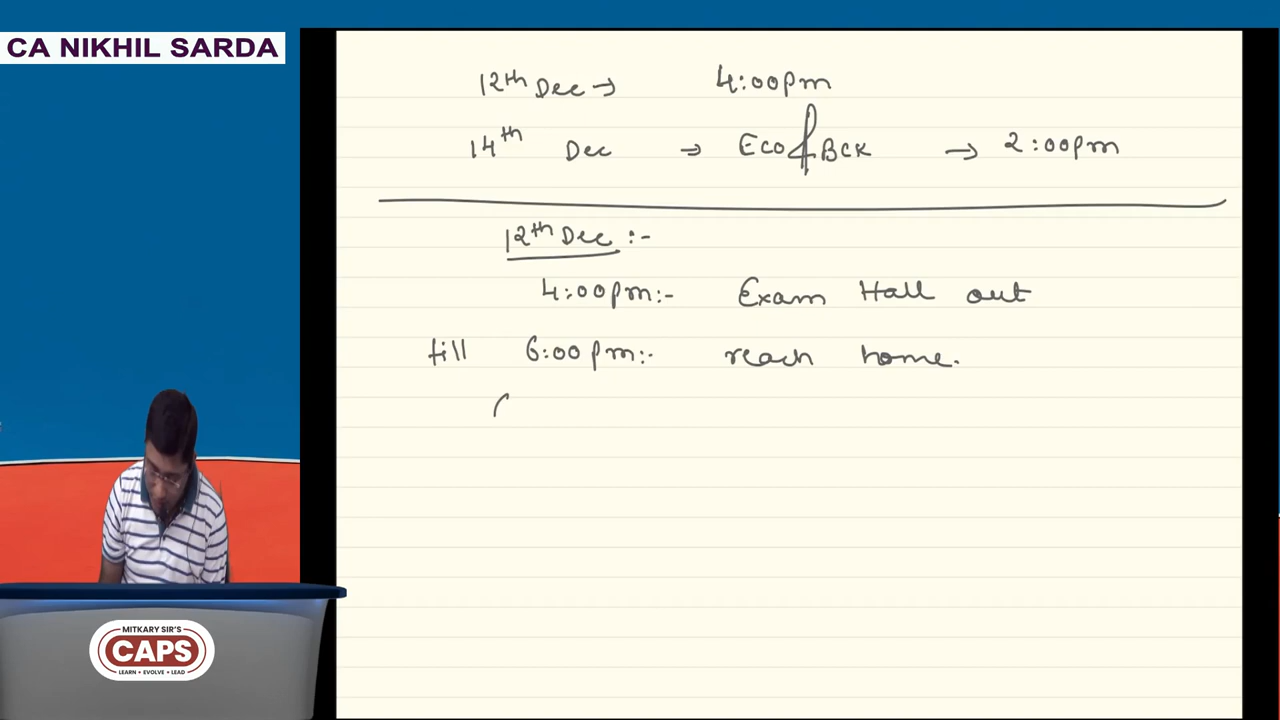 CA NIKHIL SARDA
12th Dec → 4:00pm
14th Dec → Eco & BCK → 2:00pm
12th Dec :-
4:00pm:- Exam Hall out
till 6:00pm:- reach home.
MITKARY SIR'S
CAPS
LEARN • EVOLVE • LEAD